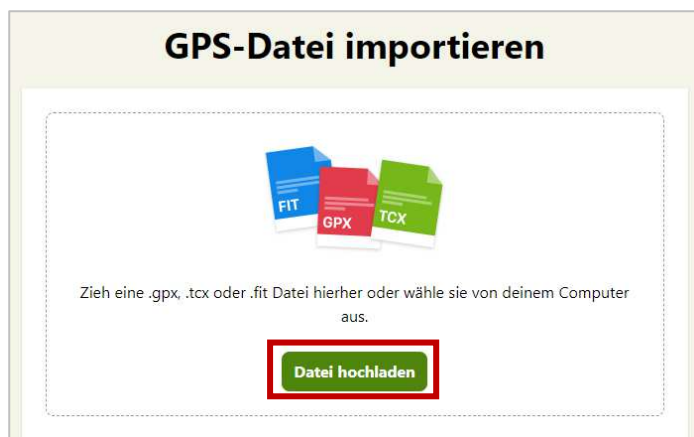 GPS-Datei importieren
FIT
GPX
TCX
Zieh eine .gpx, .tcx oder .fit Datei hierher oder wähle sie von deinem Computer
aus.
Datei hochladen